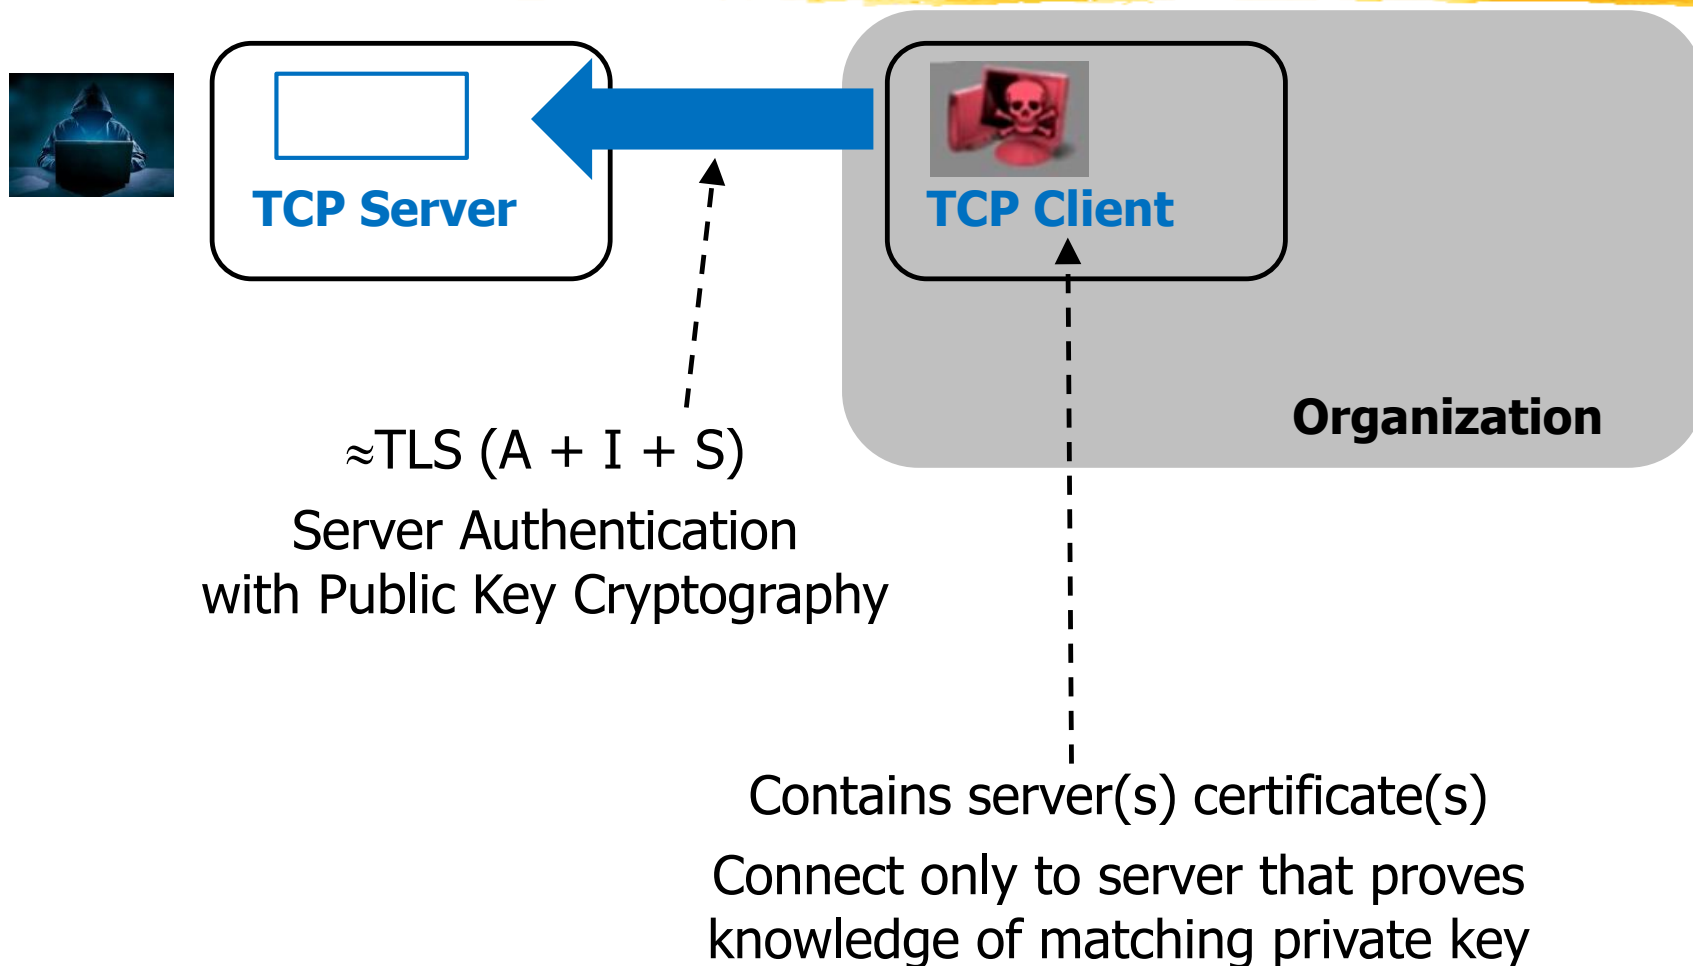 TCP Server
TCP Client
Organization
≈TLS (A + I + S)
Server Authentication
with Public Key Cryptography
Contains server(s) certificate(s)
Connect only to server that proves
knowledge of matching private key